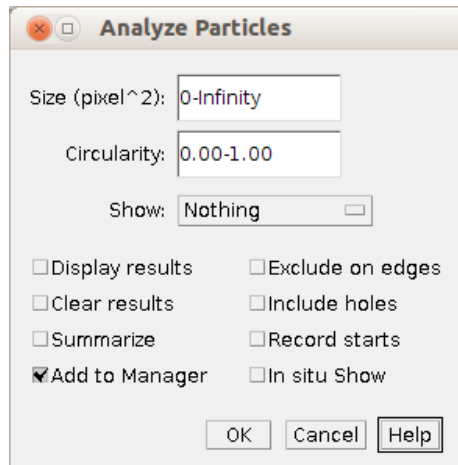 Analyze Particles
Size (pixel^2): 0-Infinity
Circularity: 0.00-1.00
Show: Nothing
Display results Exclude on edges
Clear results Include holes
Summarize Record starts
Add to Manager In situ Show
OK Cancel Help